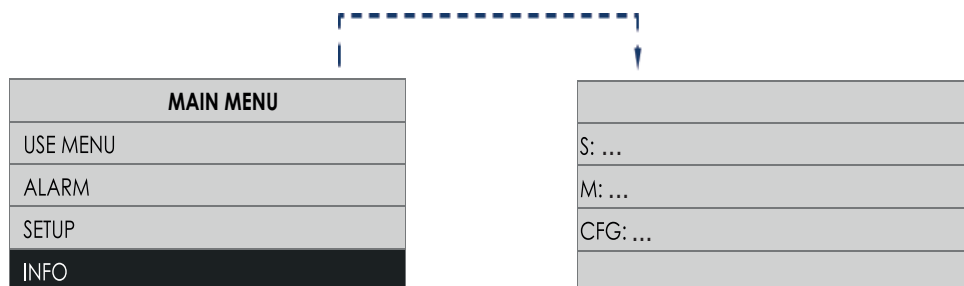 MAIN MENU
USE MENU
ALARM
SETUP
INFO
S: ...
M: ...
CFG: ...